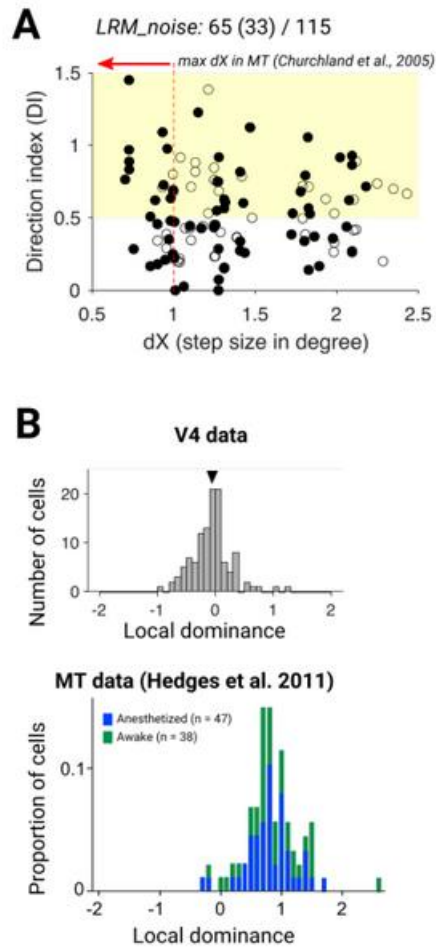 A
LRM_noise: 65 (33) / 115
max dX in MT (Churchland et al., 2005)
1.5
1
0.5
0
Direction index (DI)
0.5 1 1.5 2 2.5
dX (step size in degree)
B
V4 data
20
10
0
Number of cells
-2 -1 0 1 2
Local dominance
MT data (Hedges et al. 2011)
Anesthetized (n = 47)
Awake (n = 38)
0.1
0
Proportion of cells
-2 -1 0 1 2
Local dominance